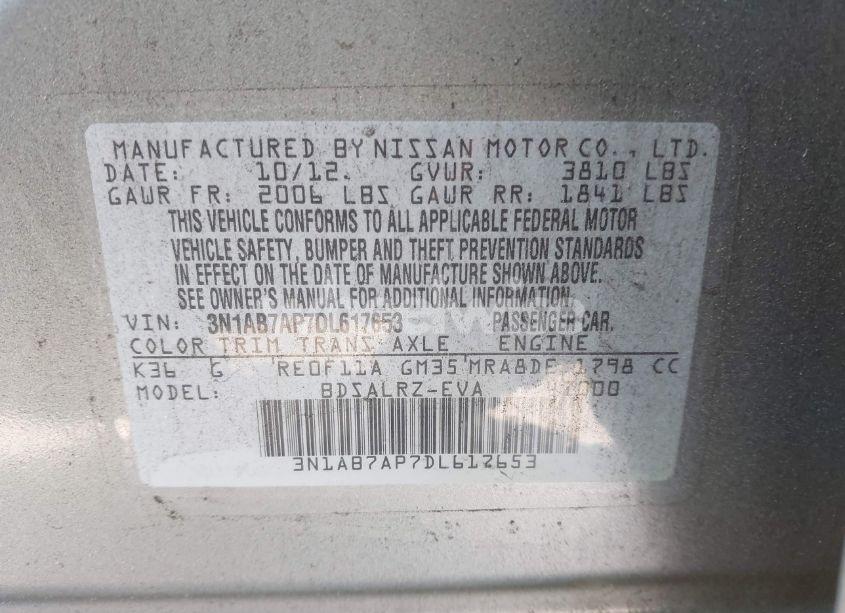 MANUFACTURED BY NISSAN MOTOR CO., LTD.
DATE: 10/12. GVWR: 3810 LBS
GAWR FR: 2006 LBS GAWR RR: 1841 LBS
THIS VEHICLE CONFORMS TO ALL APPLICABLE FEDERAL MOTOR
VEHICLE SAFETY, BUMPER AND THEFT PREVENTION STANDARDS
IN EFFECT ON THE DATE OF MANUFACTURE SHOWN ABOVE.
SEE OWNER'S MANUAL FOR ADDITIONAL INFORMATION.
VIN: 3N1AB7AP7DL617653 PASSENGER CAR.
COLOR TRIM TRANS AXLE ENGINE
K36 G RE0F11A GM35 MRA8DE 1798 CC
MODEL: BDSALRZ-EVA
3N1AB7AP7DL617653